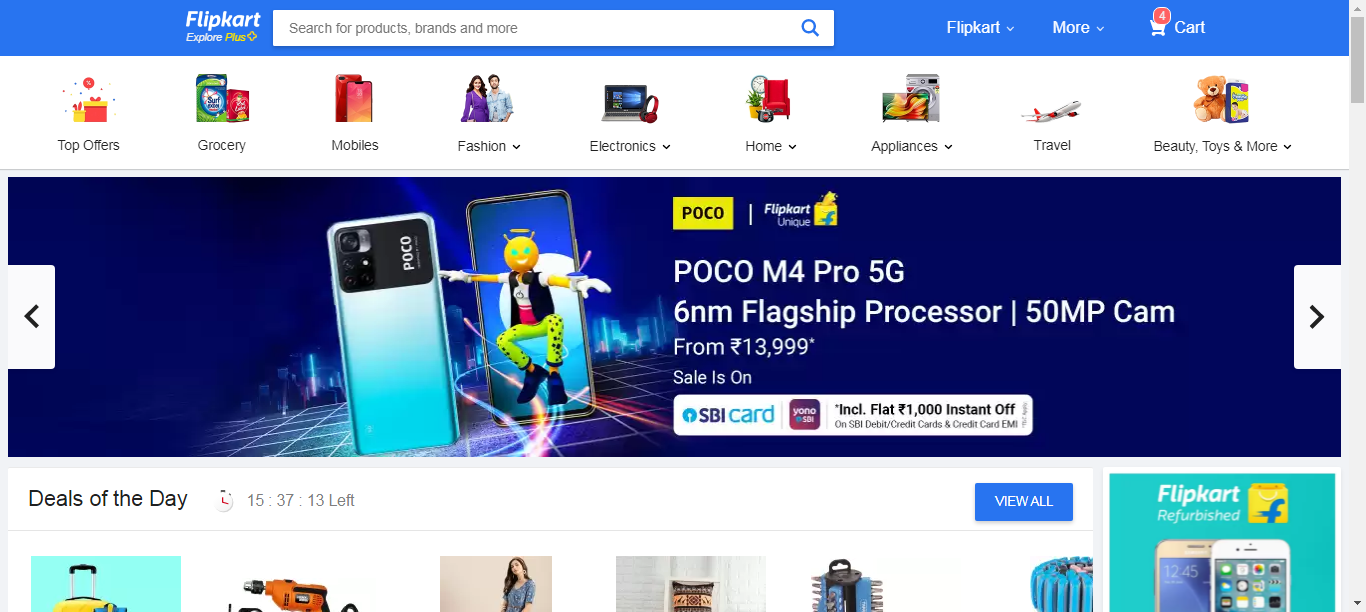 Flipkart
Explore Plus
Search for products, brands and more
Flipkart
More
4
Cart
Top Offers
Grocery
Mobiles
Fashion
Electronics
Home
Appliances
Travel
Beauty, Toys & More
POCO
POCO | Flipkart
Unique
POCO M4 Pro 5G
6nm Flagship Processor | 50MP Cam
From ₹13,999*
Sale Is On
SBI card
yono
SBI
*Incl. Flat ₹1,000 Instant Off
On SBI Debit/Credit Cards & Credit Card EMI
Deals of the Day
15 : 37 : 13 Left
VIEW ALL
Flipkart
Refurbished
12:45